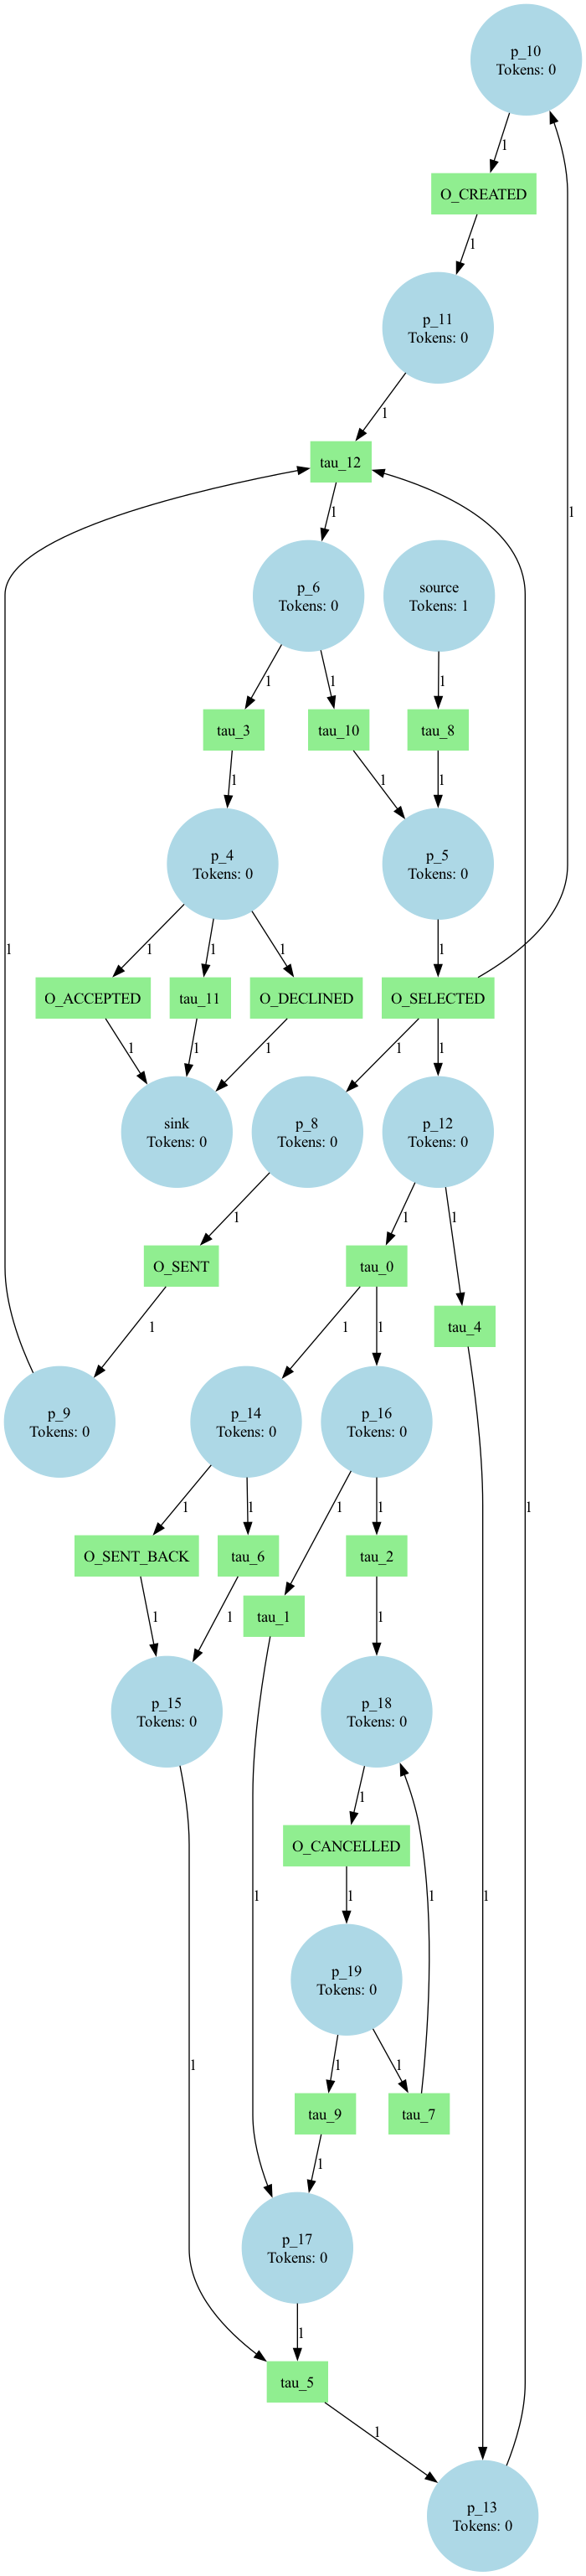 p_10
Tokens: 0
1
O_CREATED
1
p_11
Tokens: 0
1
tau_12
1
1
p_6
Tokens: 0
source
Tokens: 1
1
1
1
tau_3
tau_10
tau_8
1
1
1
p_4
Tokens: 0
p_5
Tokens: 0
1
1
1
1
1
O_ACCEPTED
tau_11
O_DECLINED
O_SELECTED
1
1
1
1
1
sink
Tokens: 0
p_8
Tokens: 0
p_12
Tokens: 0
1
1
1
O_SENT
tau_0
tau_4
1
1
1
p_9
Tokens: 0
p_14
Tokens: 0
p_16
Tokens: 0
1
1
1
1
1
O_SENT_BACK
tau_6
tau_2
tau_1
1
1
1
p_15
Tokens: 0
p_18
Tokens: 0
1
O_CANCELLED
1
1
1
1
p_19
Tokens: 0
1
1
1
tau_9
tau_7
1
p_17
Tokens: 0
1
tau_5
1
p_13
Tokens: 0